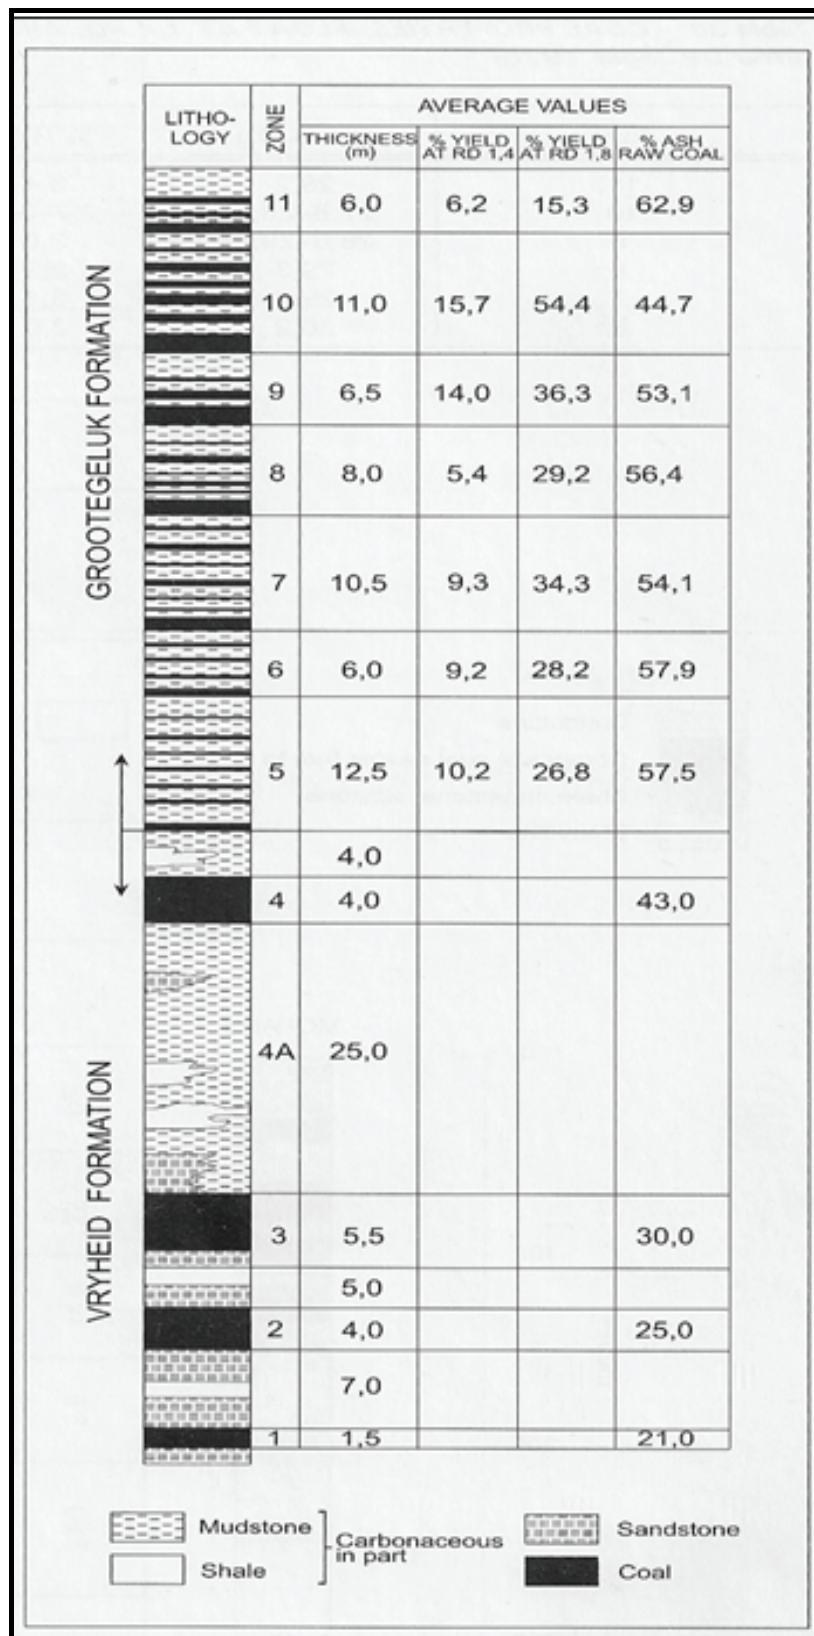 LITHO-
LOGY
ZONE
AVERAGE VALUES
THICKNESS (m)
% YIELD AT RD 1,4
% YIELD AT RD 1,8
% ASH RAW COAL
GROOTEGELUK FORMATION
11 6,0 6,2 15,3 62,9
10 11,0 15,7 54,4 44,7
9 6,5 14,0 36,3 53,1
8 8,0 5,4 29,2 56,4
7 10,5 9,3 34,3 54,1
6 6,0 9,2 28,2 57,9
5 12,5 10,2 26,8 57,5
4,0
VRYHEID FORMATION
4 4,0 43,0
4A 25,0
3 5,5 30,0
5,0
2 4,0 25,0
7,0
1 1,5 21,0
Mudstone
Shale
Carbonaceous
in part
Sandstone
Coal